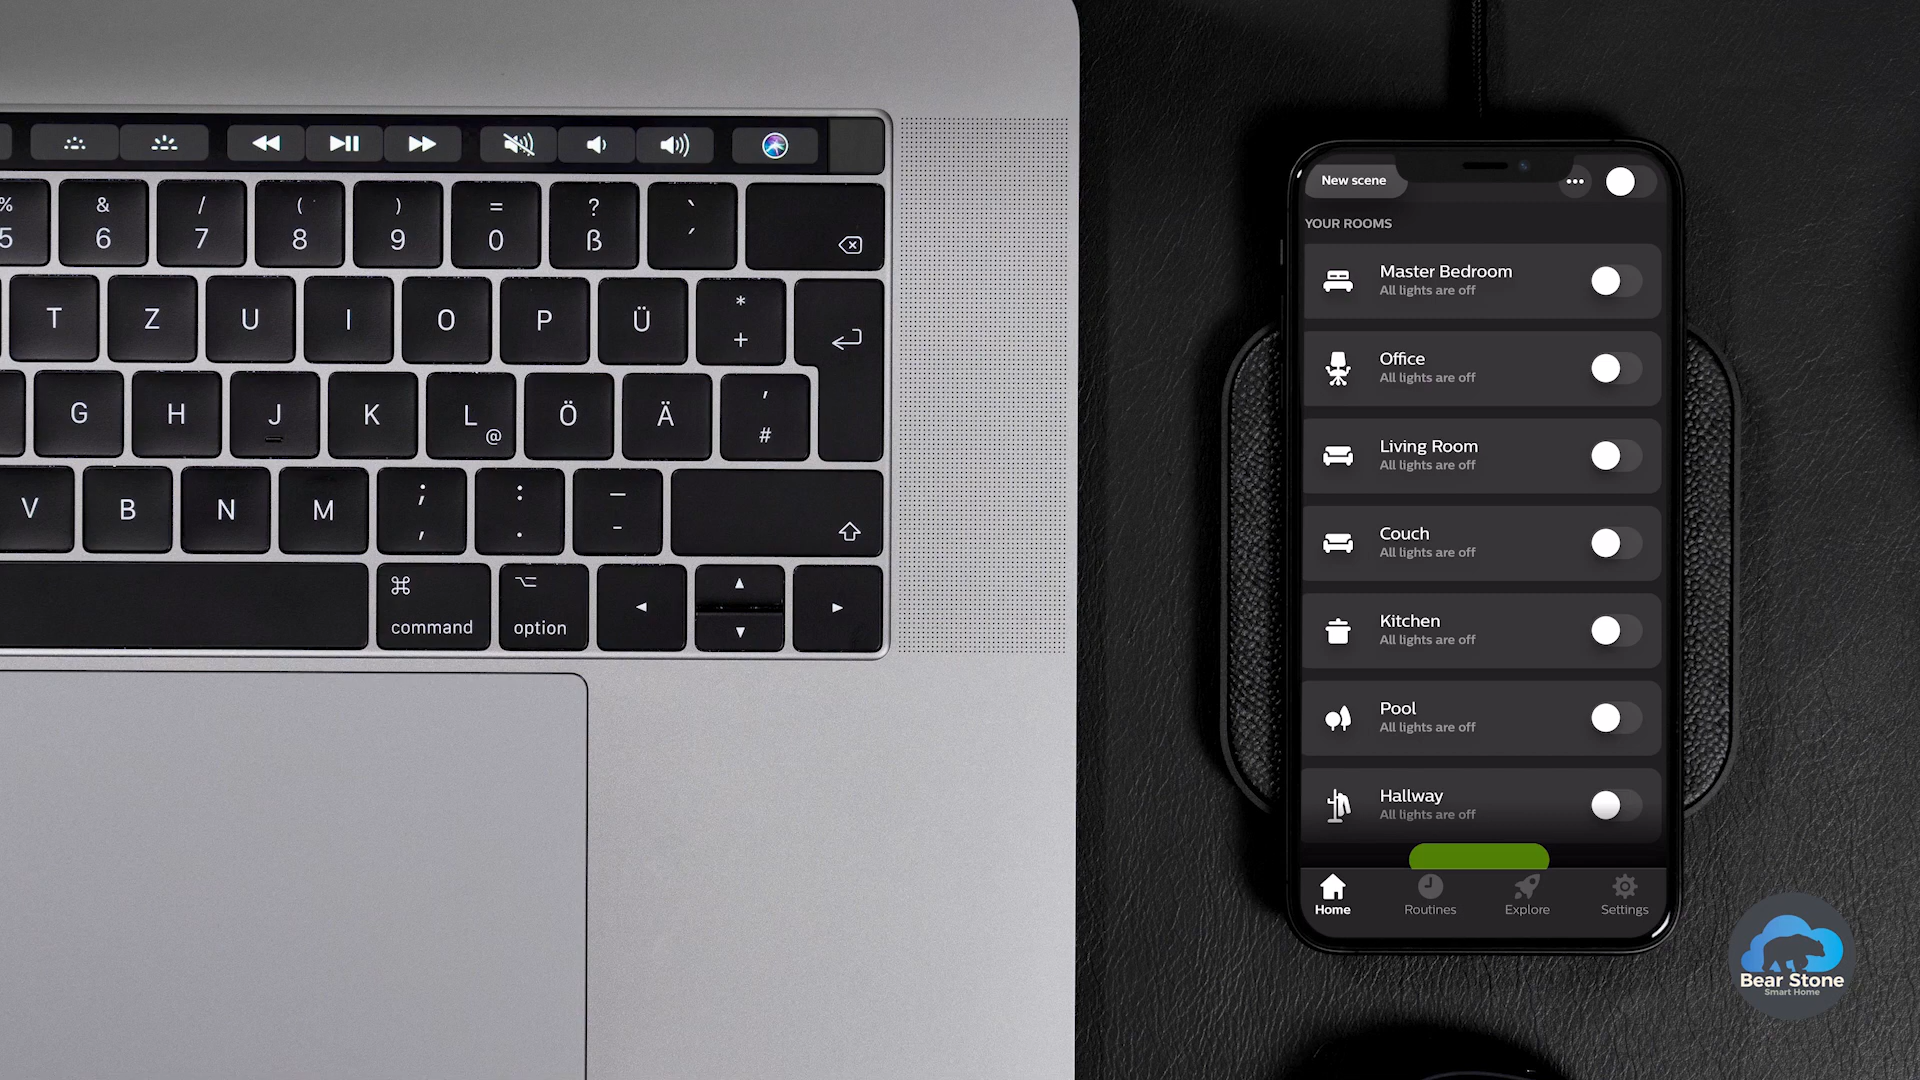 % & / ( ) = ? `
5 6 7 8 9 0 ß ´
T Z U I O P Ü * +
G H J K L @ Ö Ä ' #
V B N M ; , : . _ -
command option
New scene
YOUR ROOMS
Master Bedroom
All lights are off
Office
All lights are off
Living Room
All lights are off
Couch
All lights are off
Kitchen
All lights are off
Pool
All lights are off
Hallway
All lights are off
Home Routines Explore Settings
Bear Stone
Smart Home